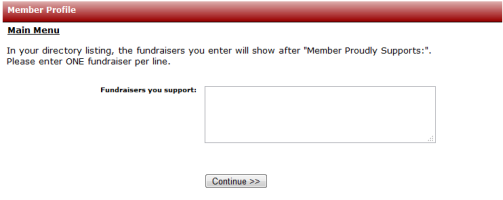 Member Profile
Main Menu
In your directory listing, the fundraisers you enter will show after "Member Proudly Supports:".
Please enter ONE fundraiser per line.
Fundraisers you support:
Continue >>